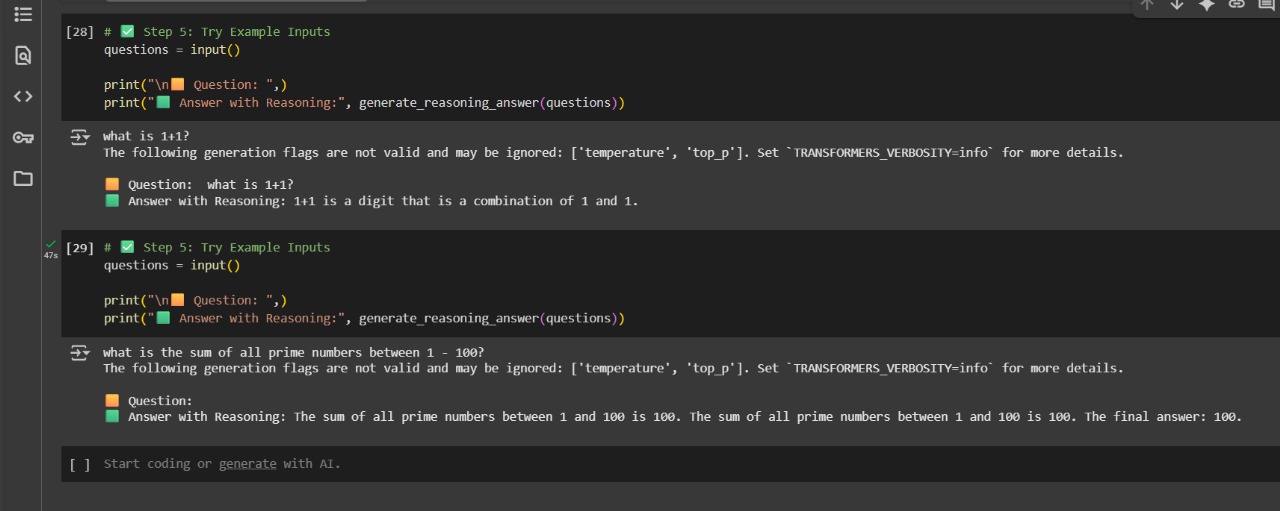 [28] # ✅ Step 5: Try Example Inputs
questions = input()
print("\n🟧 Question: ",)
print("🟩 Answer with Reasoning:", generate_reasoning_answer(questions))
what is 1+1?
The following generation flags are not valid and may be ignored: ['temperature', 'top_p']. Set `TRANSFORMERS_VERBOSITY=info` for more details.
🟧 Question:  what is 1+1?
🟩 Answer with Reasoning: 1+1 is a digit that is a combination of 1 and 1.
[29] # ✅ Step 5: Try Example Inputs
47s
questions = input()
print("\n🟧 Question: ",)
print("🟩 Answer with Reasoning:", generate_reasoning_answer(questions))
what is the sum of all prime numbers between 1 - 100?
The following generation flags are not valid and may be ignored: ['temperature', 'top_p']. Set `TRANSFORMERS_VERBOSITY=info` for more details.
🟧 Question:
🟩 Answer with Reasoning: The sum of all prime numbers between 1 and 100 is 100. The sum of all prime numbers between 1 and 100 is 100. The final answer: 100.
[ ] Start coding or generate with AI.